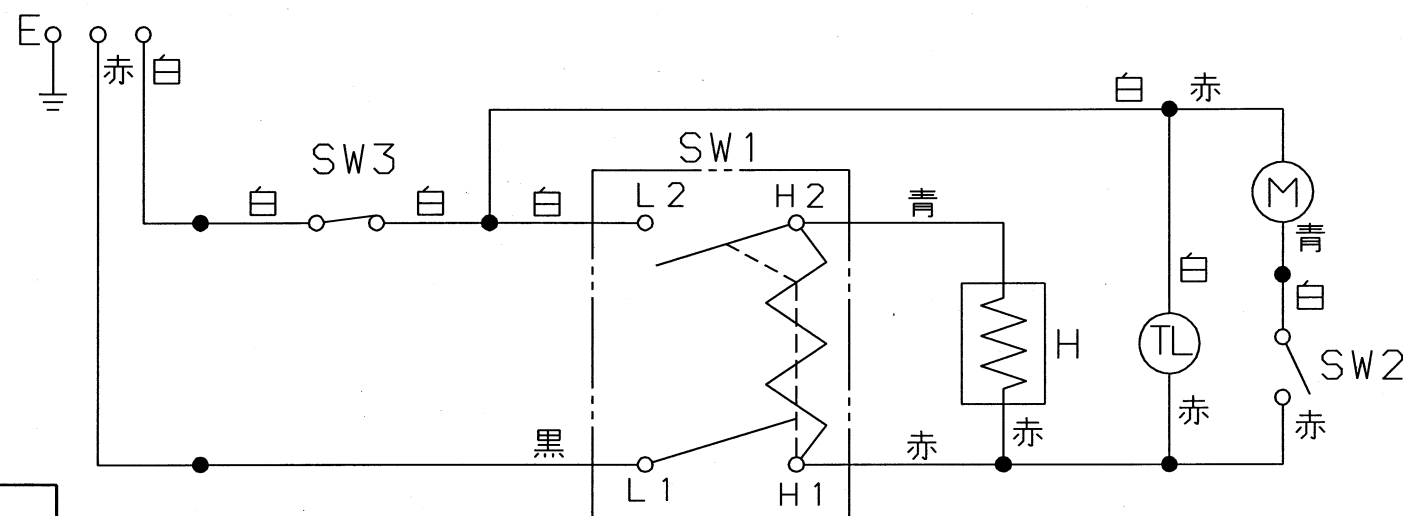 E 赤 白
白 赤
SW3 SW1
白 白 白 L2 H2 青
M
青
白
白
TL H SW2
赤 赤
黒 赤 赤
L1 H1